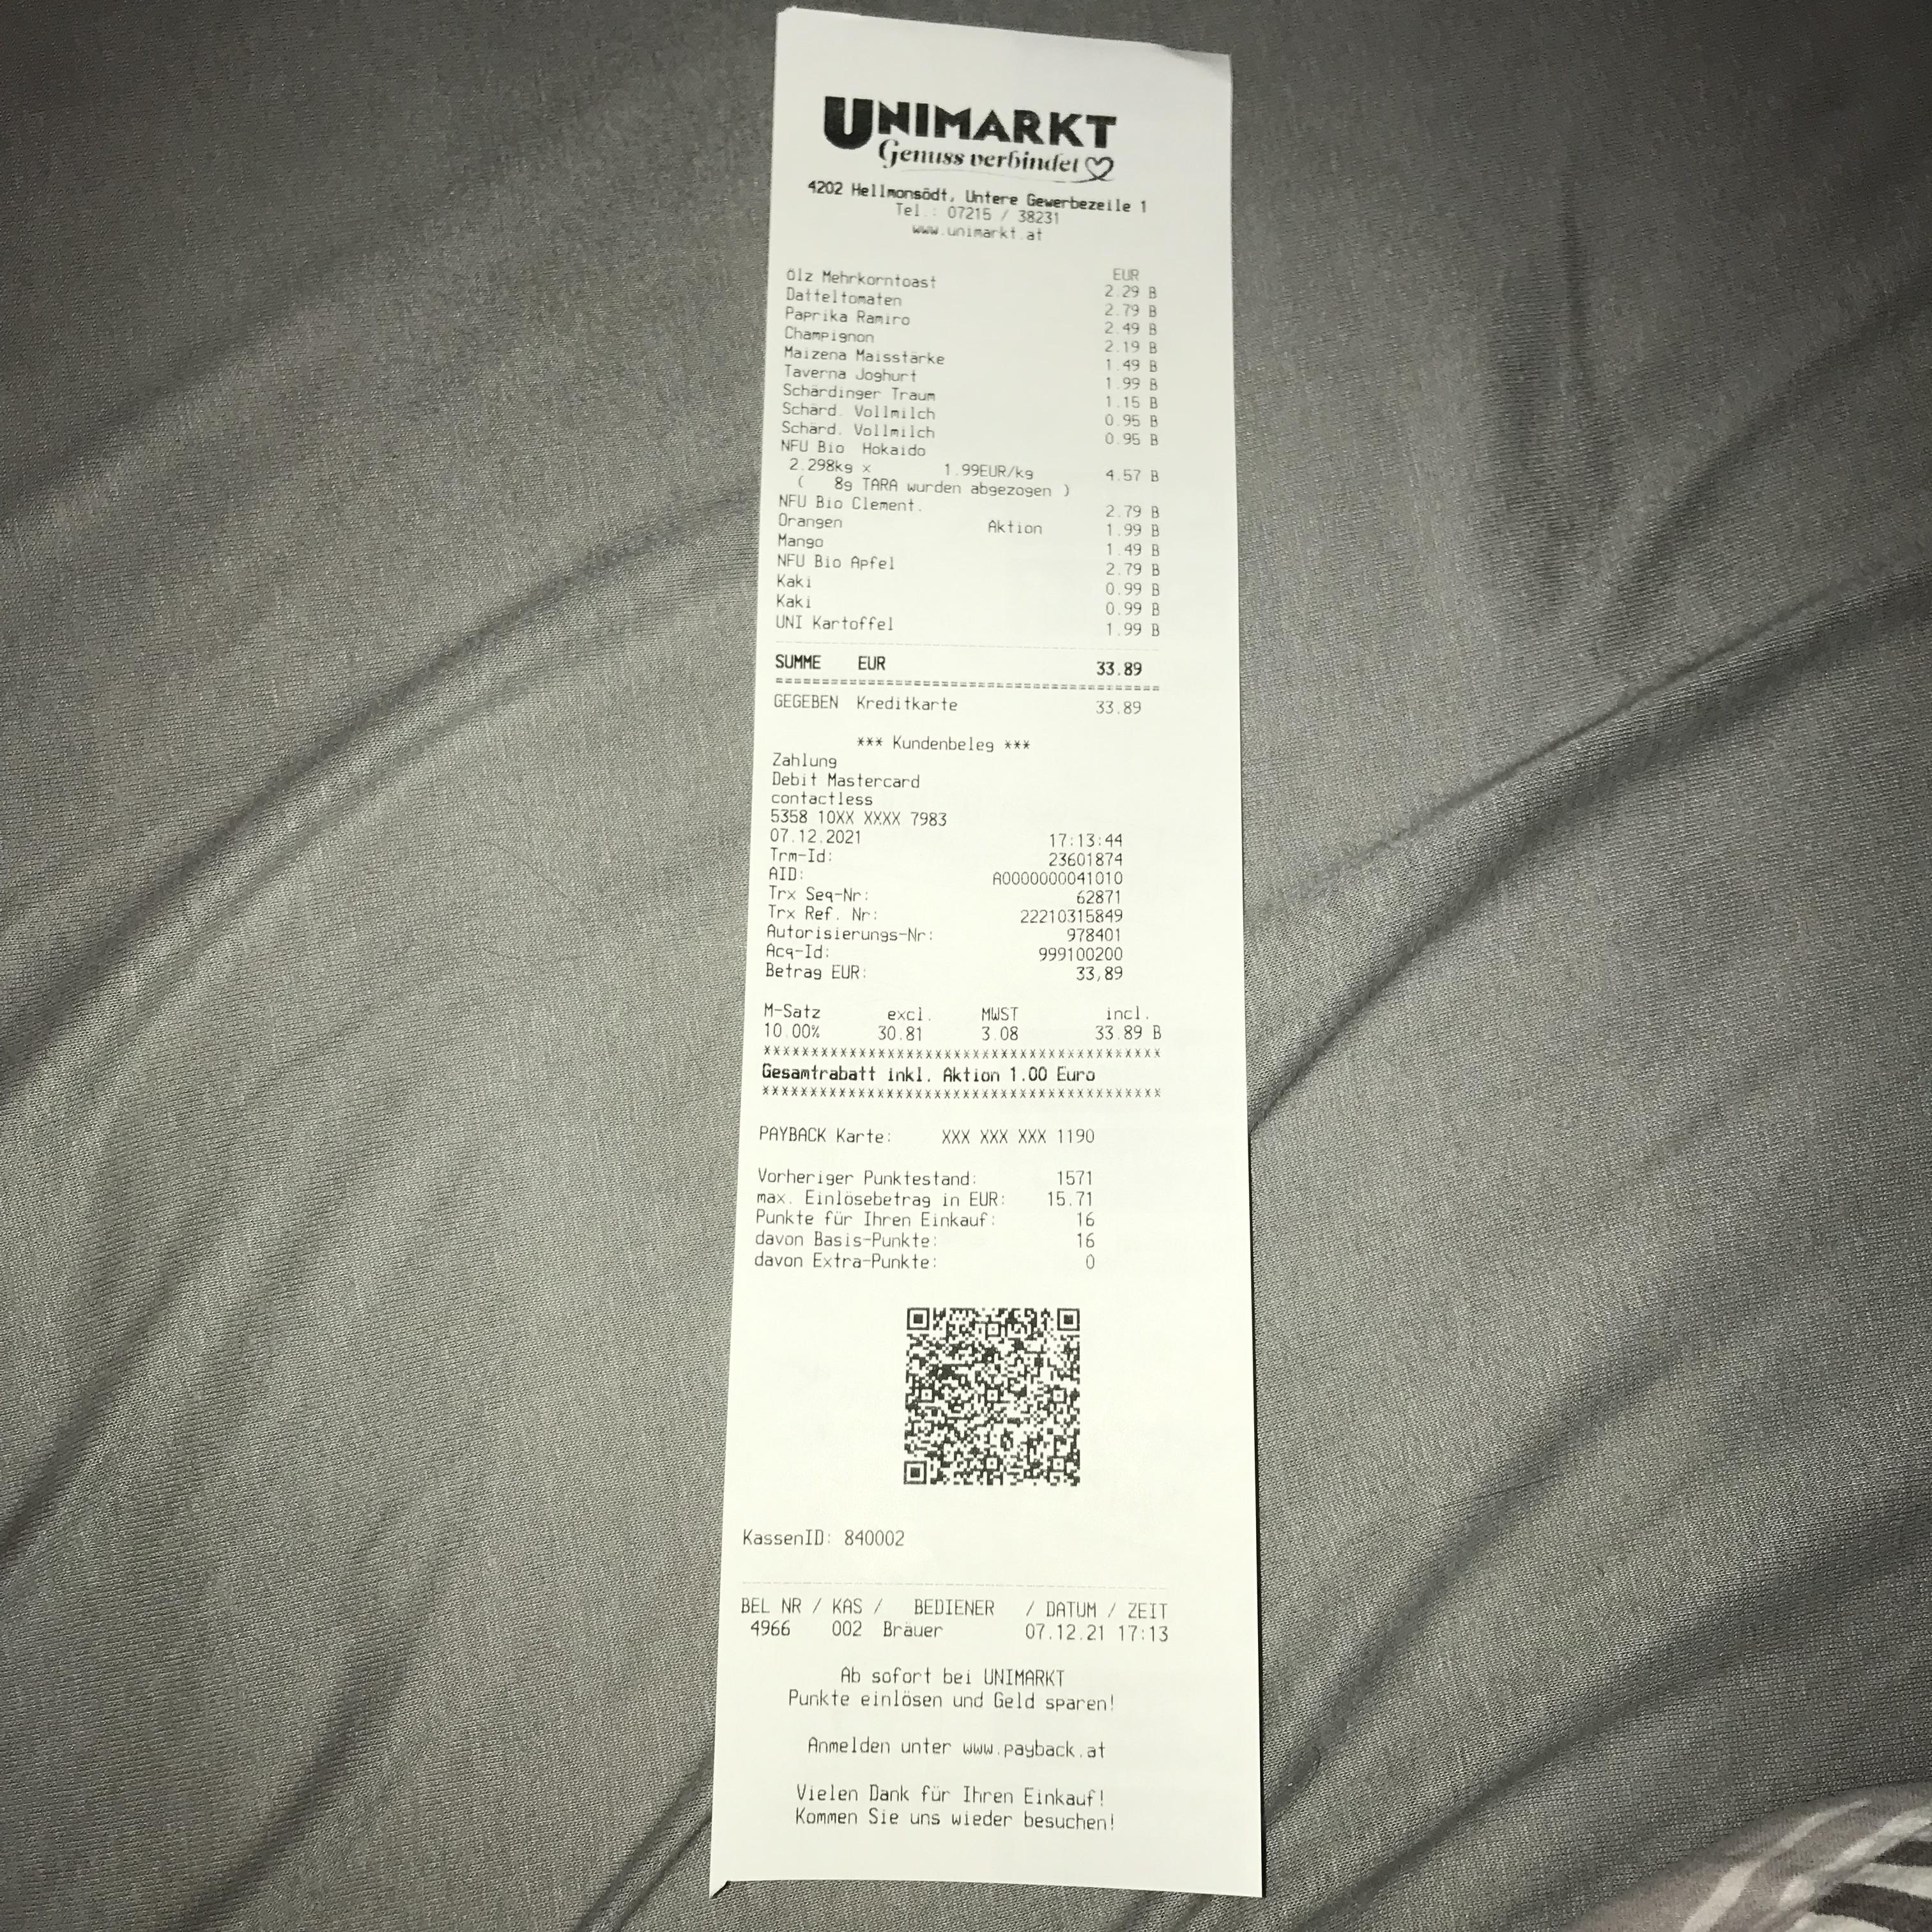 UNIMARKT
Genuss verbindet
4202 Hellmonsödt, Untere Gewerbezeile 1
Tel.: 07215 / 38231
www.unimarkt.at
EUR
Ölz Mehrkorntoast 2.29 B
Datteltomaten 2.79 B
Paprika Ramiro 2.49 B
Champignon 2.19 B
Maizena Maisstärke 1.49 B
Taverna Joghurt 1.99 B
Schärdinger Traum 1.15 B
Schärd. Vollmilch 0.95 B
Schärd. Vollmilch 0.95 B
NFU Bio Hokaido
2.298kg x 1.99EUR/kg 4.57 B
( 8g TARA wurden abgezogen )
NFU Bio Clement. 2.79 B
Orangen Aktion 1.99 B
Mango 1.49 B
NFU Bio Apfel 2.79 B
Kaki 0.99 B
Kaki 0.99 B
UNI Kartoffel 1.99 B
SUMME EUR 33.89
========================================
GEGEBEN Kreditkarte 33.89
*** Kundenbeleg ***
Zahlung
Debit Mastercard
contactless
5358 10XX XXXX 7983
07.12.2021 17:13:44
Trm-Id: 23601874
AID: A0000000041010
Trx Seq-Nr: 62871
Trx Ref. Nr: 22210315849
Autorisierungs-Nr: 978401
Acq-Id: 999100200
Betrag EUR: 33,89
M-Satz excl. MWST incl.
10.00% 30.81 3.08 33.89 B
******************************************
Gesamtrabatt inkl. Aktion 1.00 Euro
******************************************
PAYBACK Karte: XXX XXX XXX 1190
Vorheriger Punktestand: 1571
max. Einlösebetrag in EUR: 15.71
Punkte für Ihren Einkauf: 16
davon Basis-Punkte: 16
davon Extra-Punkte: 0
KassenID: 840002
BEL NR / KAS / BEDIENER / DATUM / ZEIT
4966 002 Bräuer 07.12.21 17:13
Ab sofort bei UNIMARKT
Punkte einlösen und Geld sparen!
Anmelden unter www.payback.at
Vielen Dank für Ihren Einkauf!
Kommen Sie uns wieder besuchen!